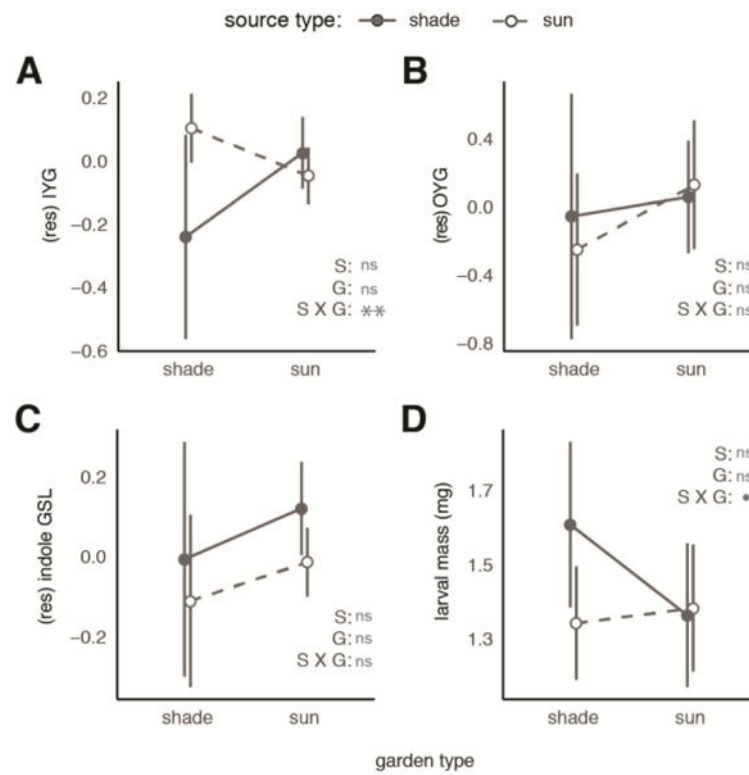 source type: shade sun
A
0.2
0.0
−0.2
−0.4
−0.6
(res) IYG
S: ns
G: ns
S X G: **
shade sun
B
0.4
0.0
−0.4
−0.8
(res)OYG
S: ns
G: ns
S X G: ns
shade sun
C
0.2
0.0
−0.2
(res) indole GSL
S: ns
G: ns
S X G: ns
shade sun
D
1.7
1.5
1.3
larval mass (mg)
S: ns
G: ns
S X G: •
shade sun
garden type